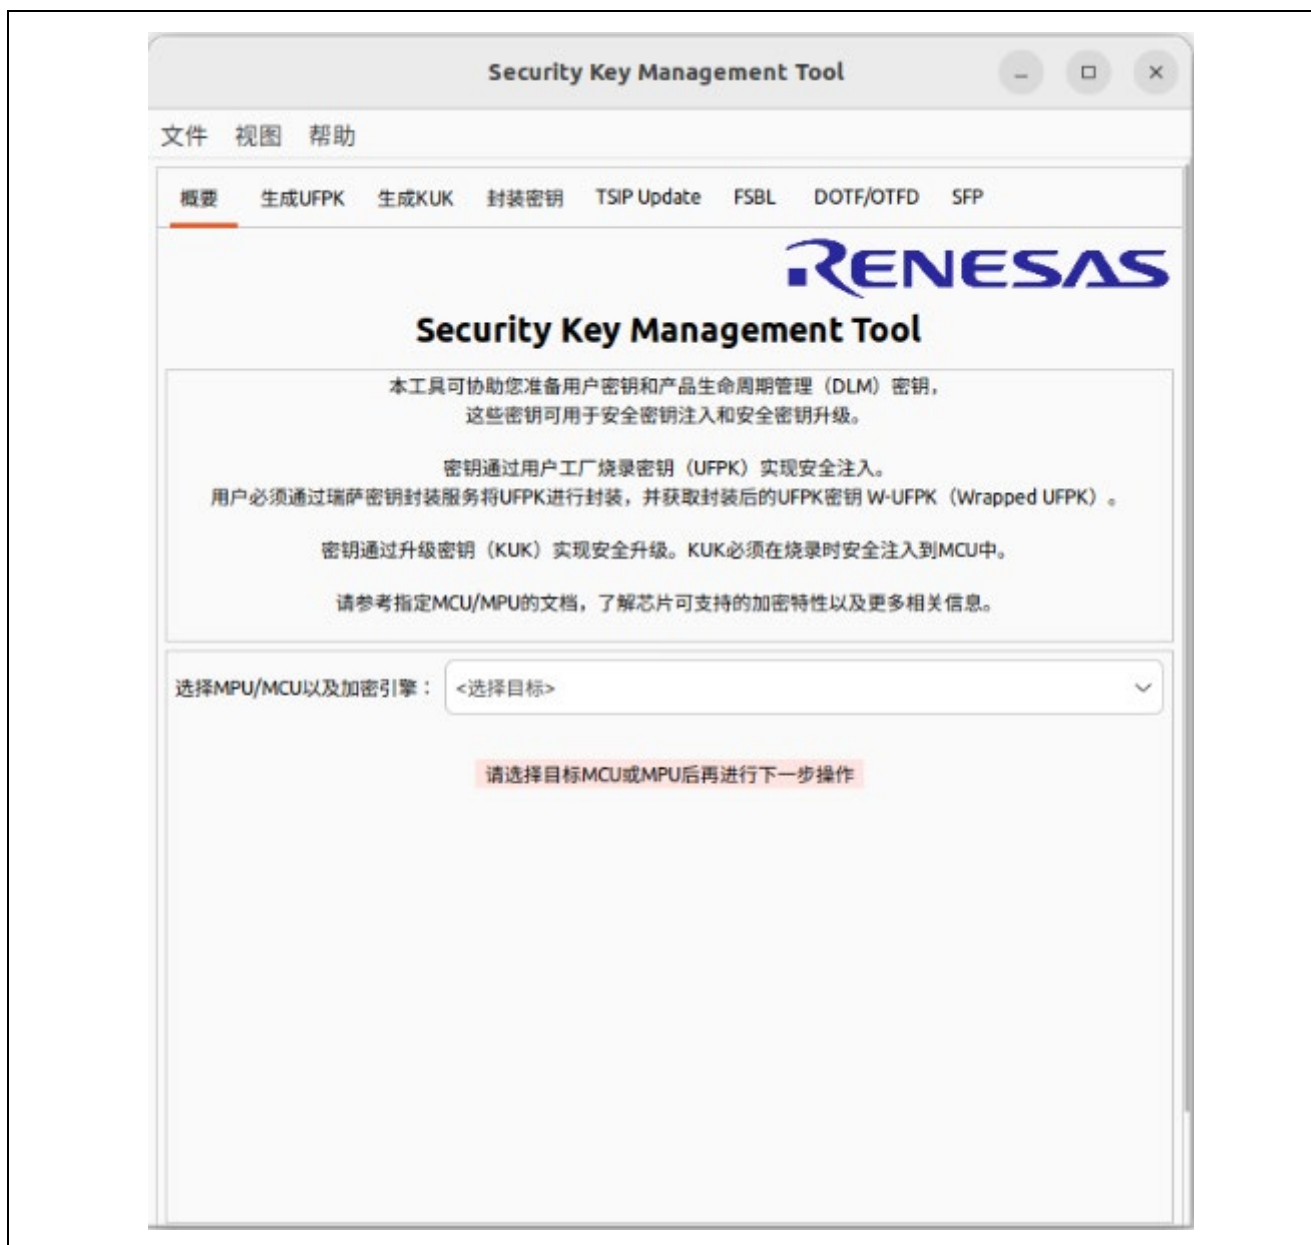 Security Key Management Tool
文件 视图 帮助
概要 生成UFPK 生成KUK 封装密钥 TSIP Update FSBL DOTF/OTFD SFP
RENESAS
Security Key Management Tool
本工具可协助您准备用户密钥和产品生命周期管理（DLM）密钥，
这些密钥可用于安全密钥注入和安全密钥升级。
密钥通过用户工厂烧录密钥（UFPK）实现安全注入。
用户必须通过瑞萨密钥封装服务将UFPK进行封装，并获取封装后的UFPK密钥 W-UFPK（Wrapped UFPK）。
密钥通过升级密钥（KUK）实现安全升级。KUK必须在烧录时安全注入到MCU中。
请参考指定MCU/MPU的文档，了解芯片可支持的加密特性以及更多相关信息。
选择MPU/MCU以及加密引擎： <选择目标>
请选择目标MCU或MPU后再进行下一步操作